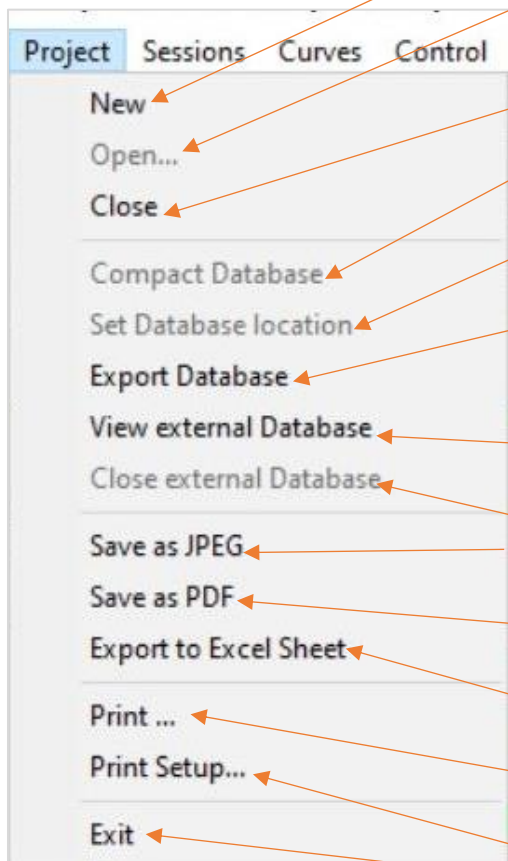 Project Sessions Curves Control
New
Open...
Close
Compact Database
Set Database location
Export Database
View external Database
Close external Database
Save as JPEG
Save as PDF
Export to Excel Sheet
Print ...
Print Setup...
Exit